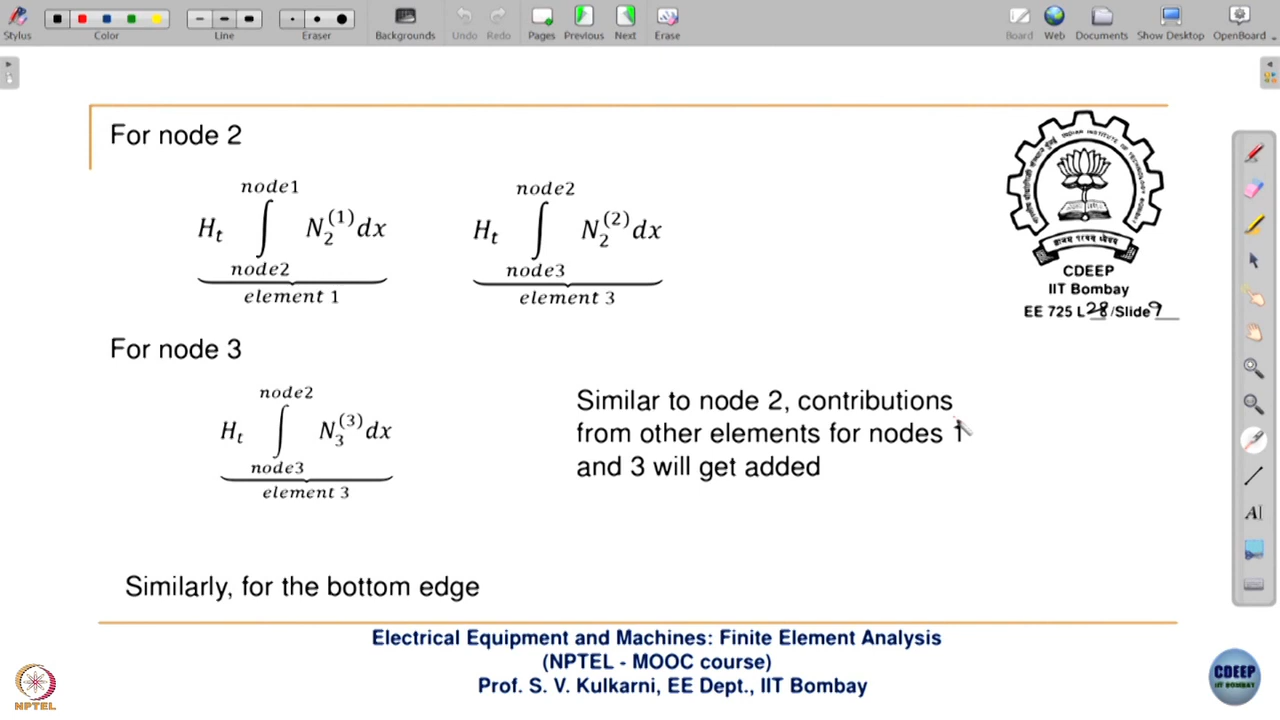 Stylus
Color
Line
Eraser
Backgrounds
Undo
Redo
Pages
Previous
Next
Erase
Board
Web
Documents
Show Desktop
OpenBoard
For node 2
node1
H_t ∫ N_2^{(1)} dx
node2
element 1
node2
H_t ∫ N_2^{(2)} dx
node3
element 3
CDEEP
IIT Bombay
EE 725 L 28 /Slide 9
For node 3
node2
H_t ∫ N_3^{(3)} dx
node3
element 3
Similar to node 2, contributions
from other elements for nodes 1
and 3 will get added
Similarly, for the bottom edge
Electrical Equipment and Machines: Finite Element Analysis
(NPTEL - MOOC course)
Prof. S. V. Kulkarni, EE Dept., IIT Bombay
NPTEL
CDEEP
IIT BOMBAY
AI